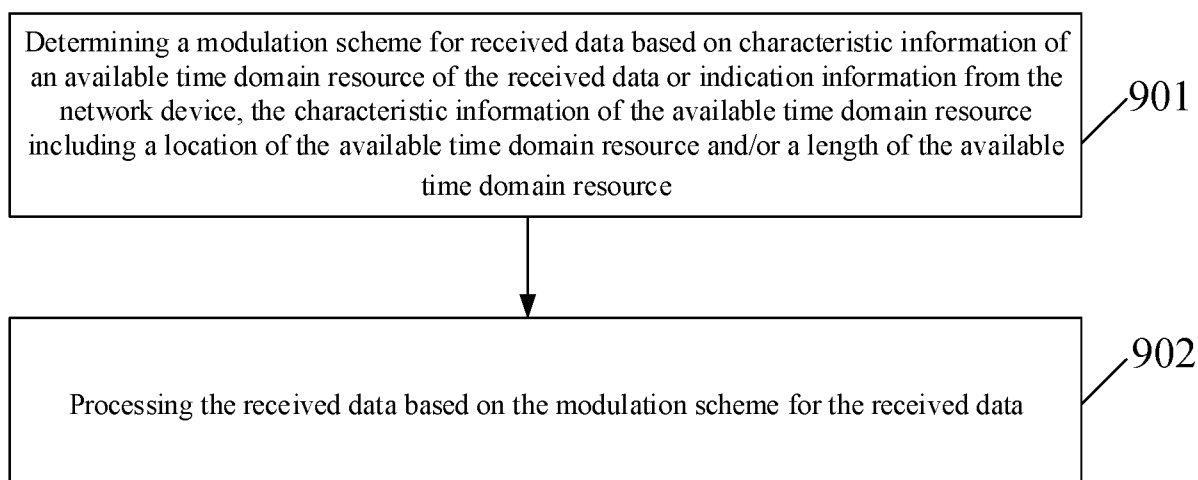 Determining a modulation scheme for received data based on characteristic information of
an available time domain resource of the received data or indication information from the
network device, the characteristic information of the available time domain resource
including a location of the available time domain resource and/or a length of the available
time domain resource
901
902
Processing the received data based on the modulation scheme for the received data